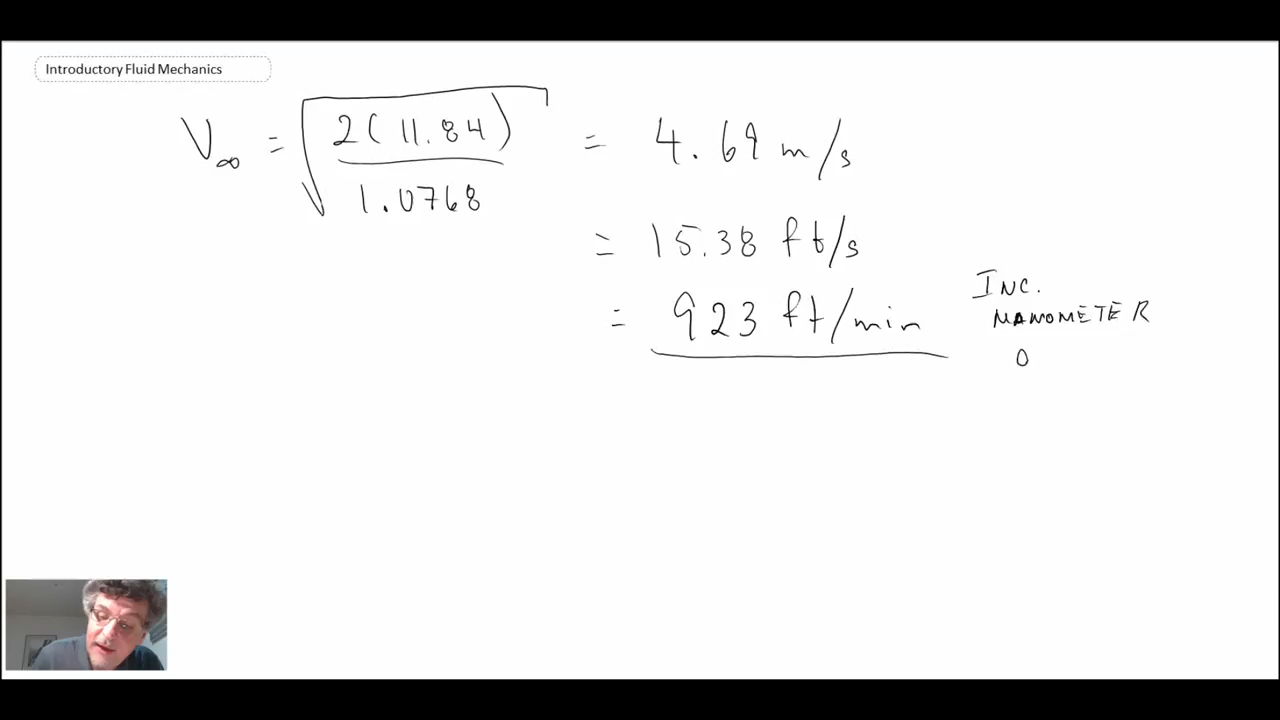 Introductory Fluid Mechanics
V∞ = √(2(11.84) / 1.0768) = 4.69 m/s
= 15.38 ft/s
= 923 ft/min
INC.
MANOMETER
0